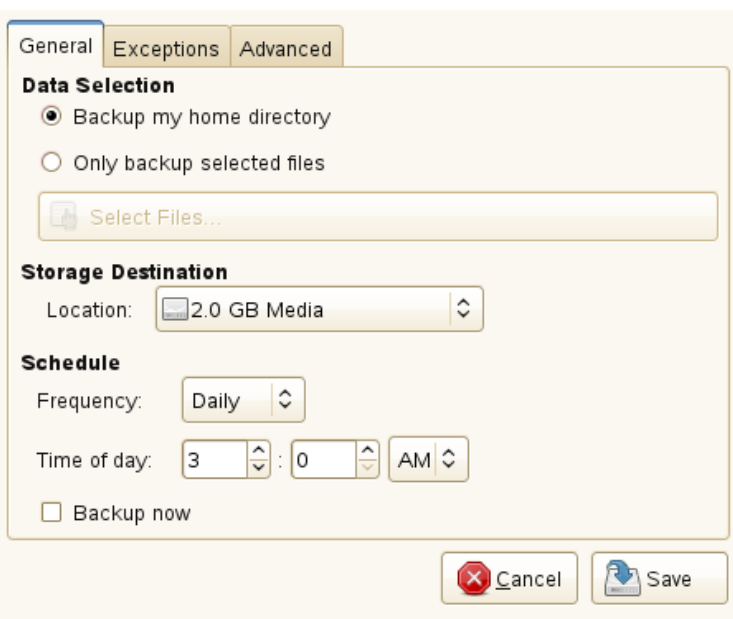 General Exceptions Advanced
Data Selection
Backup my home directory
Only backup selected files
Select Files...
Storage Destination
Location: 2.0 GB Media
Schedule
Frequency: Daily
Time of day: 3 : 0 AM
Backup now
Cancel Save